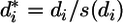 d_i^* = d_i/s(d_i)